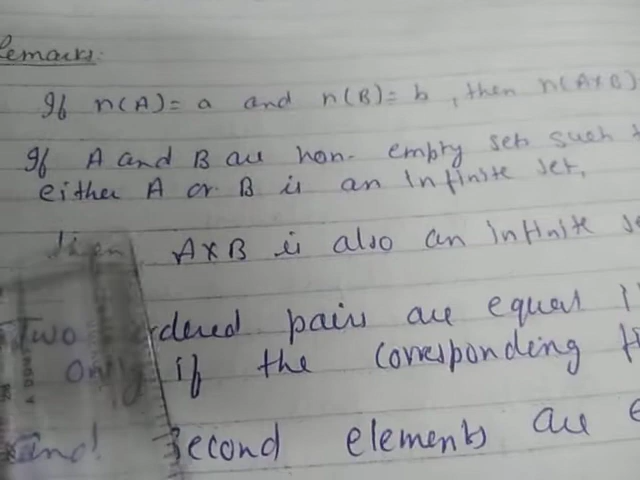 Remarks:
If n(A) = a and n(B) = b, then n(A×B)
If A and B are non-empty sets such
either A or B is an infinite set,
then A×B is also an infinite
Two ordered pairs are equal
only if the corresponding
and second elements are